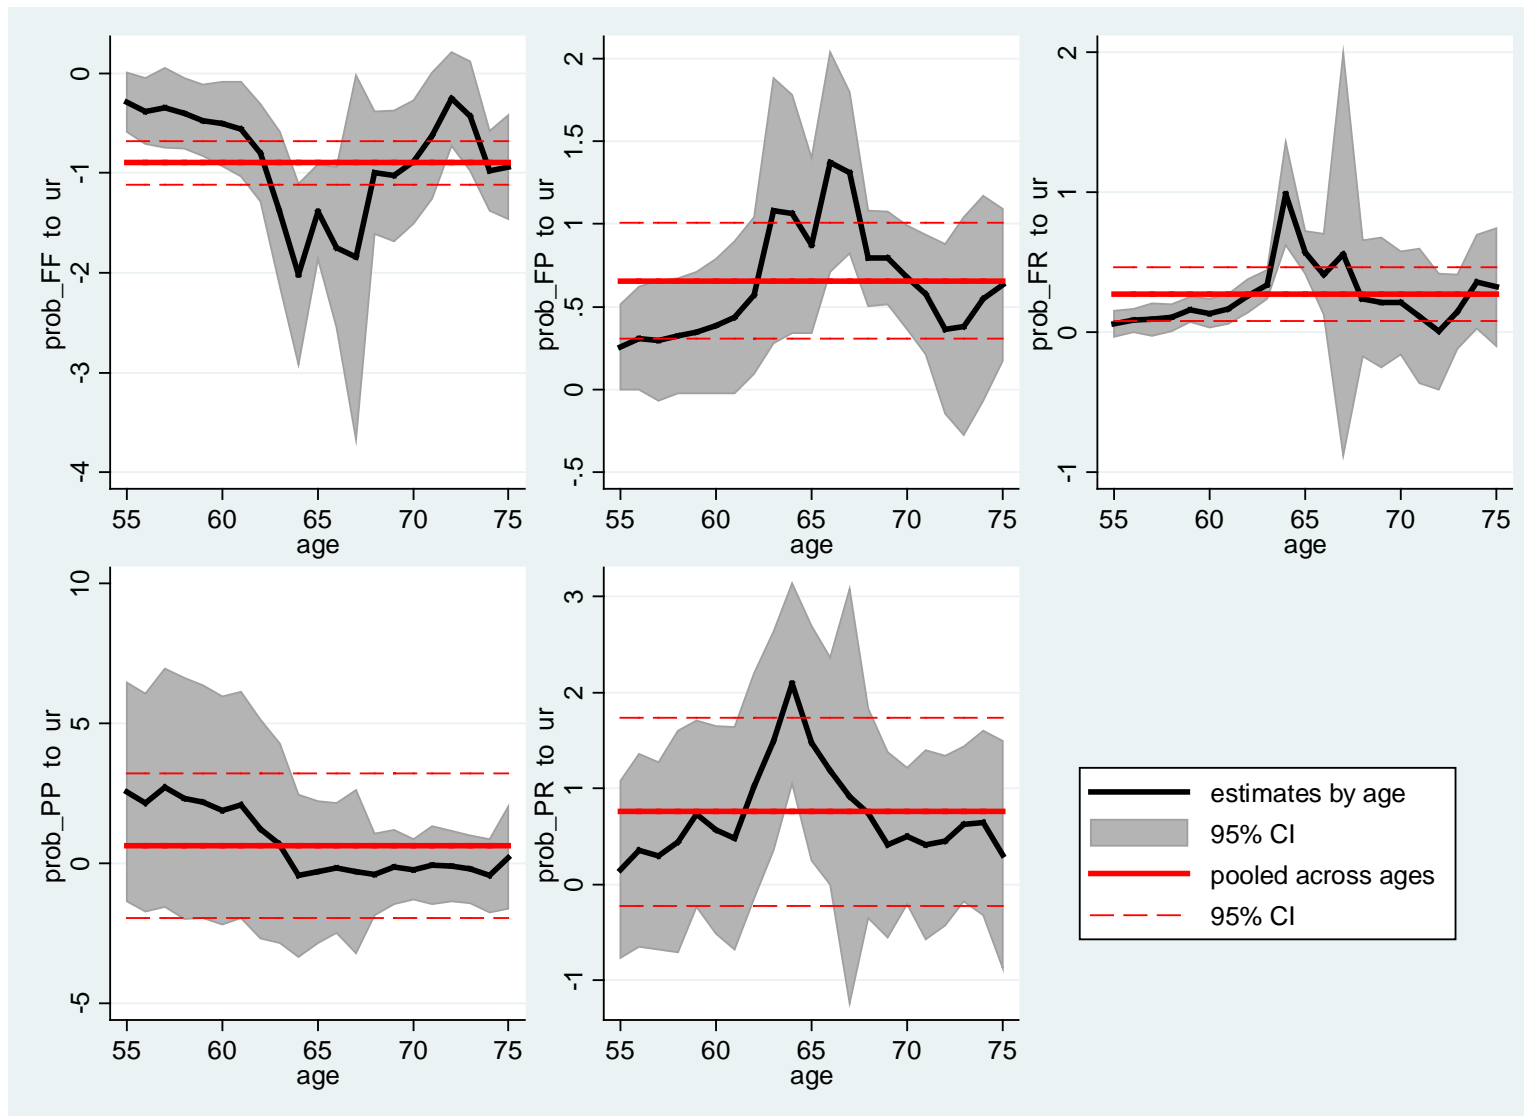 prob_FF to ur
0
-1
-2
-3
-4
55 60 65 70 75
age
prob_FP to ur
2
1.5
1
.5
0
-.5
55 60 65 70 75
age
prob_FR to ur
2
1
0
-1
55 60 65 70 75
age
prob_PP to ur
10
5
0
-5
55 60 65 70 75
age
prob_PR to ur
3
2
1
0
-1
55 60 65 70 75
age
estimates by age
95% CI
pooled across ages
95% CI